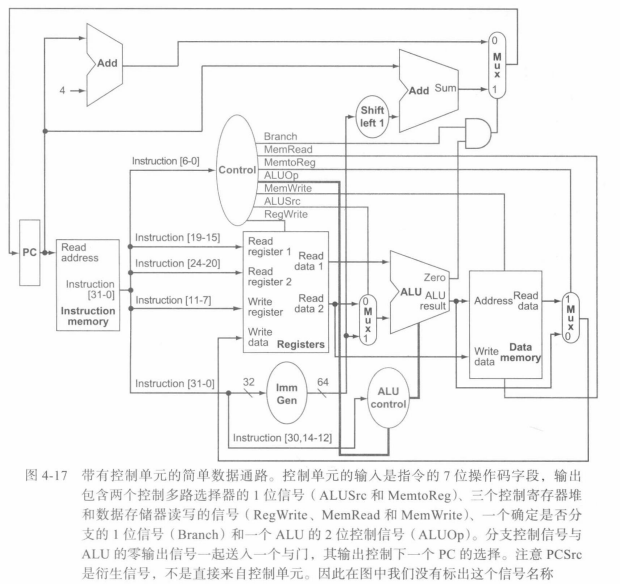 Add
4
Add Sum
0
Mux
1
Shift
left 1
Branch
MemRead
MemtoReg
ALUOp
MemWrite
ALUSrc
RegWrite
Control
Instruction [6-0]
Instruction [19-15]
Instruction [24-20]
Instruction [11-7]
PC
Read
address
Instruction
[31-0]
Instruction
memory
Read
register 1
Read
data 1
Read
register 2
Write
register
Read
data 2
Write
data
Registers
0
Mux
1
Zero
ALU ALU
result
Address Read
data
Write
data
Data
memory
1
Mux
0
Instruction [31-0]
32
Imm
Gen
64
ALU
control
Instruction [30,14-12]
图 4-17 带有控制单元的简单数据通路。控制单元的输入是指令的 7 位操作码字段，输出
包含两个控制多路选择器的 1 位信号（ALUSrc 和 MemtoReg）、三个控制寄存器堆
和数据存储器读写的信号（RegWrite、MemRead 和 MemWrite）、一个确定是否分
支的 1 位信号（Branch）和一个 ALU 的 2 位控制信号（ALUOp）。分支控制信号与
ALU 的零输出信号一起送入一个与门，其输出控制下一个 PC 的选择。注意 PCSrc
是衍生信号，不是直接来自控制单元。因此在图中我们没有标出这个信号名称